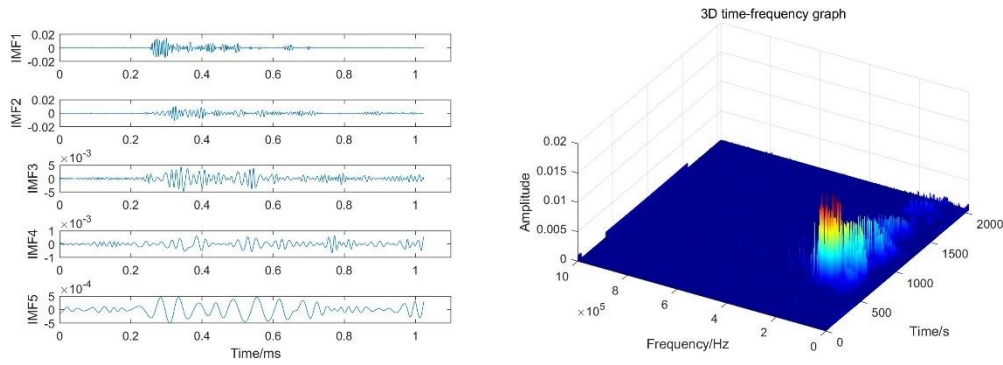 0.02
0
-0.02
IMF1
0 0.2 0.4 0.6 0.8 1
0.02
0
-0.02
IMF2
0 0.2 0.4 0.6 0.8 1
×10⁻³
5
0
-5
IMF3
0 0.2 0.4 0.6 0.8 1
×10⁻³
1
0
-1
IMF4
0 0.2 0.4 0.6 0.8 1
×10⁻⁴
5
0
-5
IMF5
0 0.2 0.4 0.6 0.8 1
Time/ms
3D time-frequency graph
0.02
0.015
0.01
0.005
0
Amplitude
10
8
6
4
2
0
×10⁵
Frequency/Hz
0
500
1000
1500
2000
Time/s